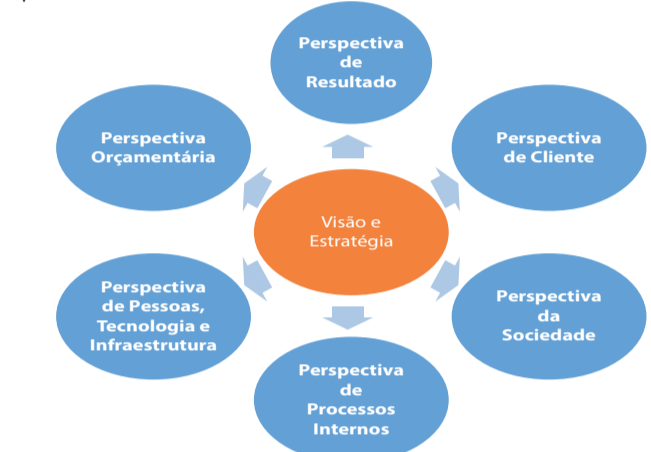 Perspectiva
de
Resultado
Perspectiva
Orçamentária
Perspectiva
de Cliente
Visão e
Estratégia
Perspectiva
de Pessoas,
Tecnologia e
Infraestrutura
Perspectiva
da
Sociedade
Perspectiva
de
Processos
Internos